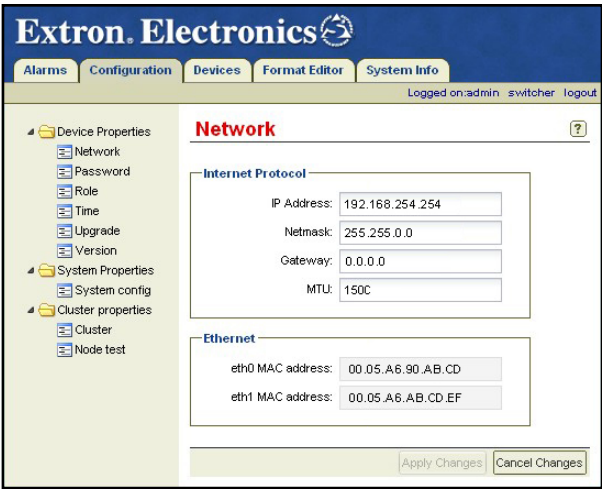 Extron. Electronics
Alarms Configuration Devices Format Editor System Info
Logged on:admin switcher logout
Device Properties
Network
Password
Role
Time
Upgrade
Version
System Properties
System config
Cluster properties
Cluster
Node test
Network
?
Internet Protocol
IP Address: 192.168.254.254
Netmask: 255.255.0.0
Gateway: 0.0.0.0
MTU: 1500
Ethernet
eth0 MAC address: 00.05.A6.90.AB.CD
eth1 MAC address: 00.05.A6.AB.CD.EF
Apply Changes Cancel Changes